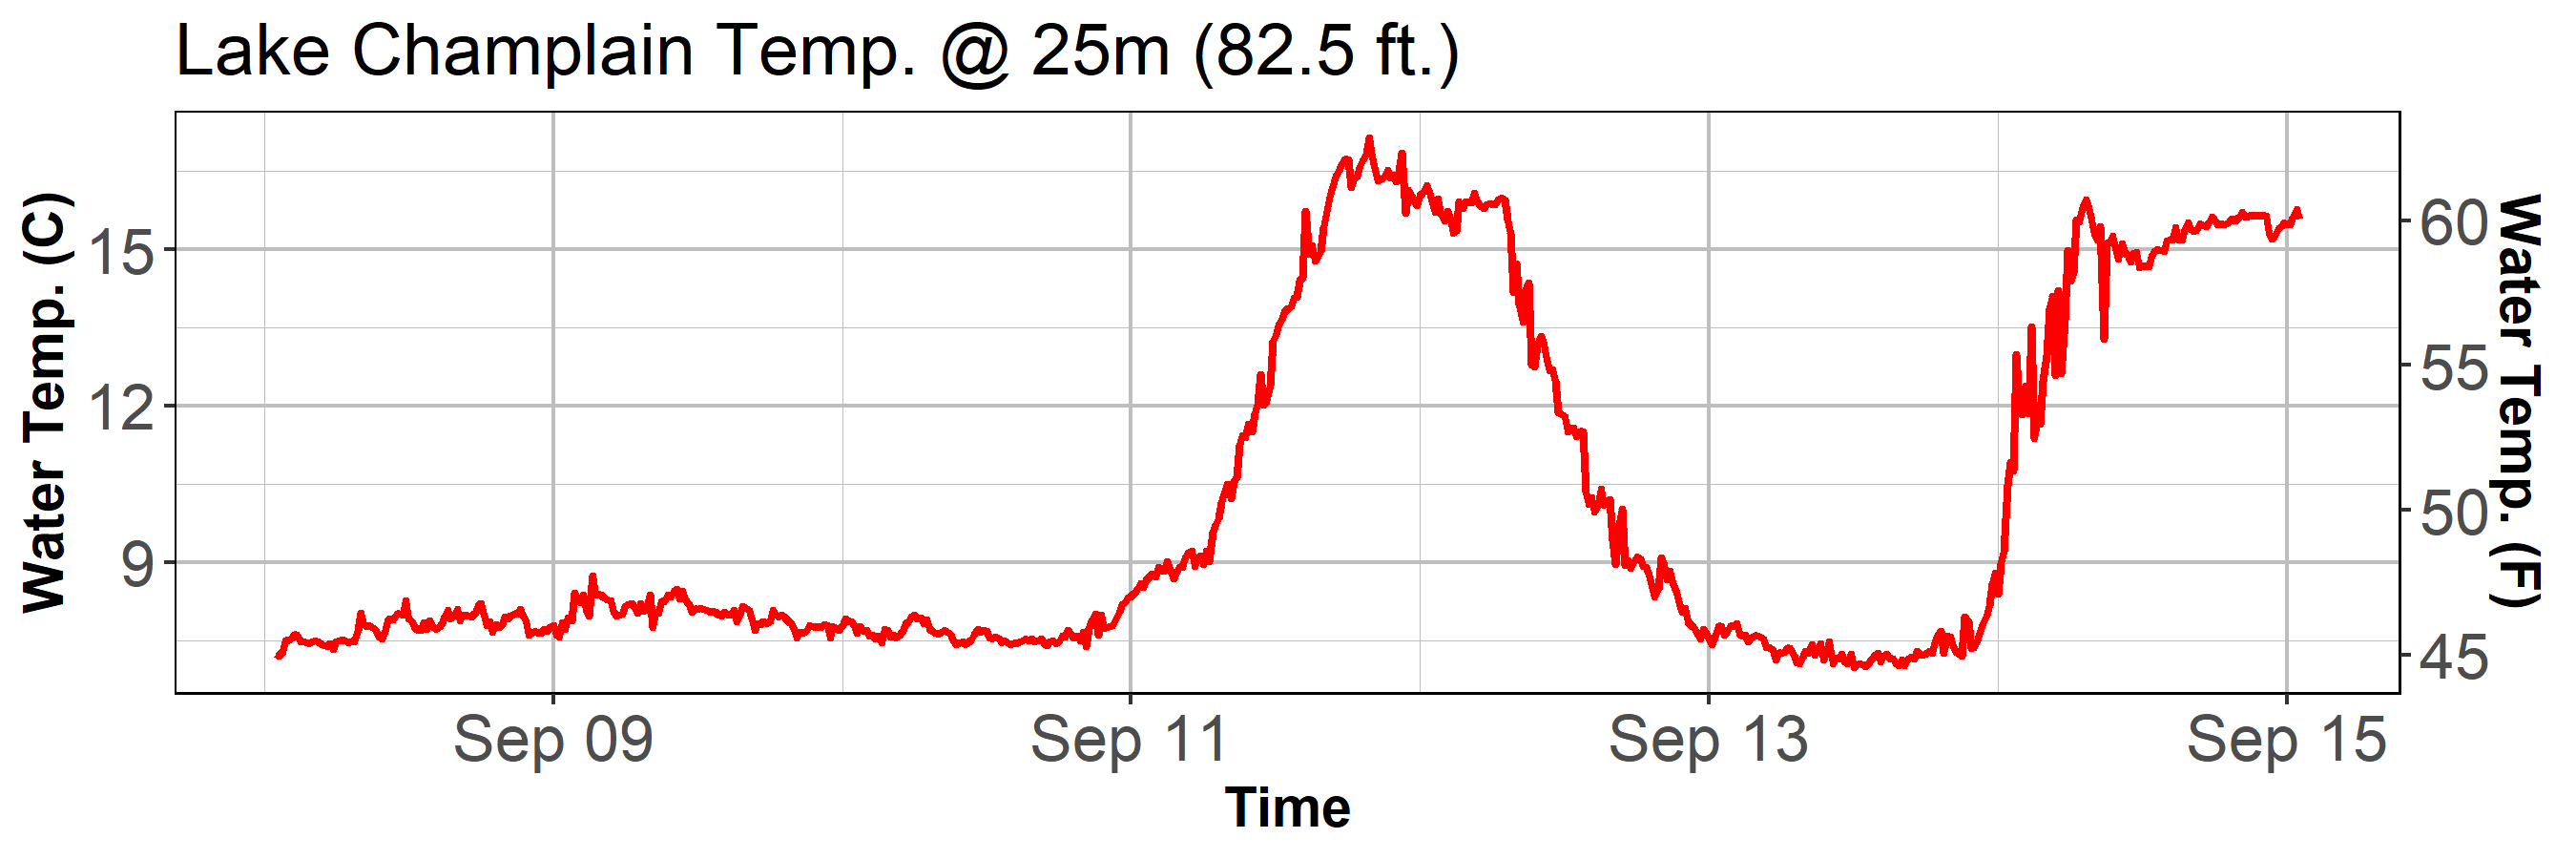 Lake Champlain Temp. @ 25m (82.5 ft.)
Water Temp. (C)
15
12
9
60
55
50
45
Water Temp. (F)
Sep 09
Sep 11
Sep 13
Sep 15
Time